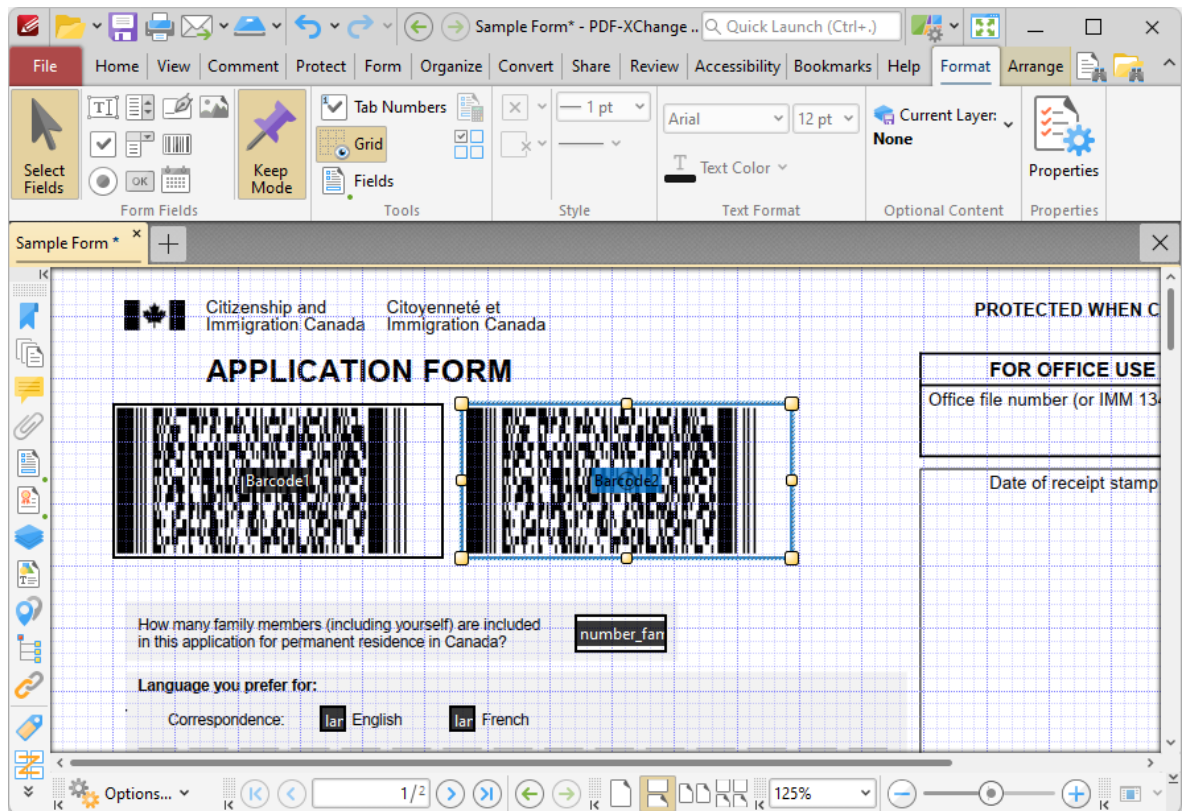 Sample Form* - PDF-XChange ..
Quick Launch (Ctrl+.)
File Home View Comment Protect Form Organize Convert Share Review Accessibility Bookmarks Help Format Arrange
Select Fields
OK
Keep Mode
Tab Numbers
Grid
Fields
1 pt
Arial
12 pt
Text Color
Current Layer:
None
Properties
Form Fields Tools Style Text Format Optional Content Properties
Sample Form *
Citizenship and
Immigration Canada
Citoyenneté et
Immigration Canada
PROTECTED WHEN C
APPLICATION FORM
FOR OFFICE USE
Office file number (or IMM 134
Barcode1
Barcode2
Date of receipt stamp
How many family members (including yourself) are included
in this application for permanent residence in Canada?
number_fam
Language you prefer for:
Correspondence: lan English lan French
Options...
1/2
125%